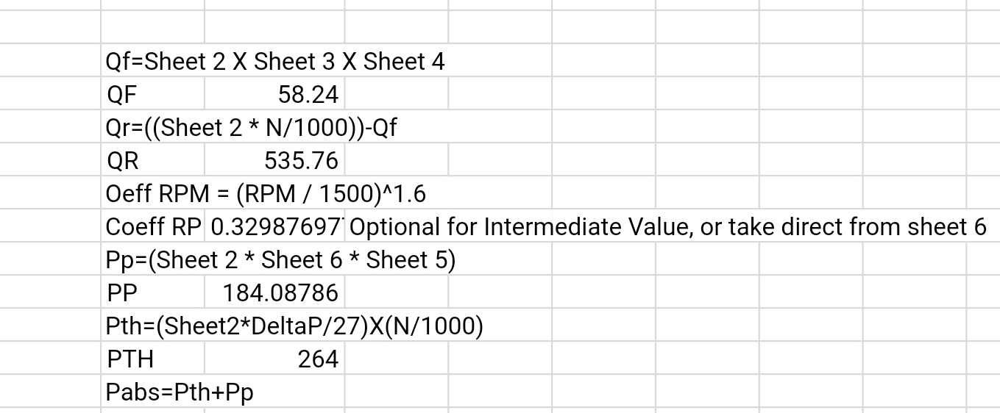 Qf=Sheet 2 X Sheet 3 X Sheet 4
QF 58.24
Qr=((Sheet 2 * N/1000))-Qf
QR 535.76
Oeff RPM = (RPM / 1500)^1.6
Coeff RP 0.32987697 Optional for Intermediate Value, or take direct from sheet 6
Pp=(Sheet 2 * Sheet 6 * Sheet 5)
PP 184.08786
Pth=(Sheet2*DeltaP/27)X(N/1000)
PTH 264
Pabs=Pth+Pp